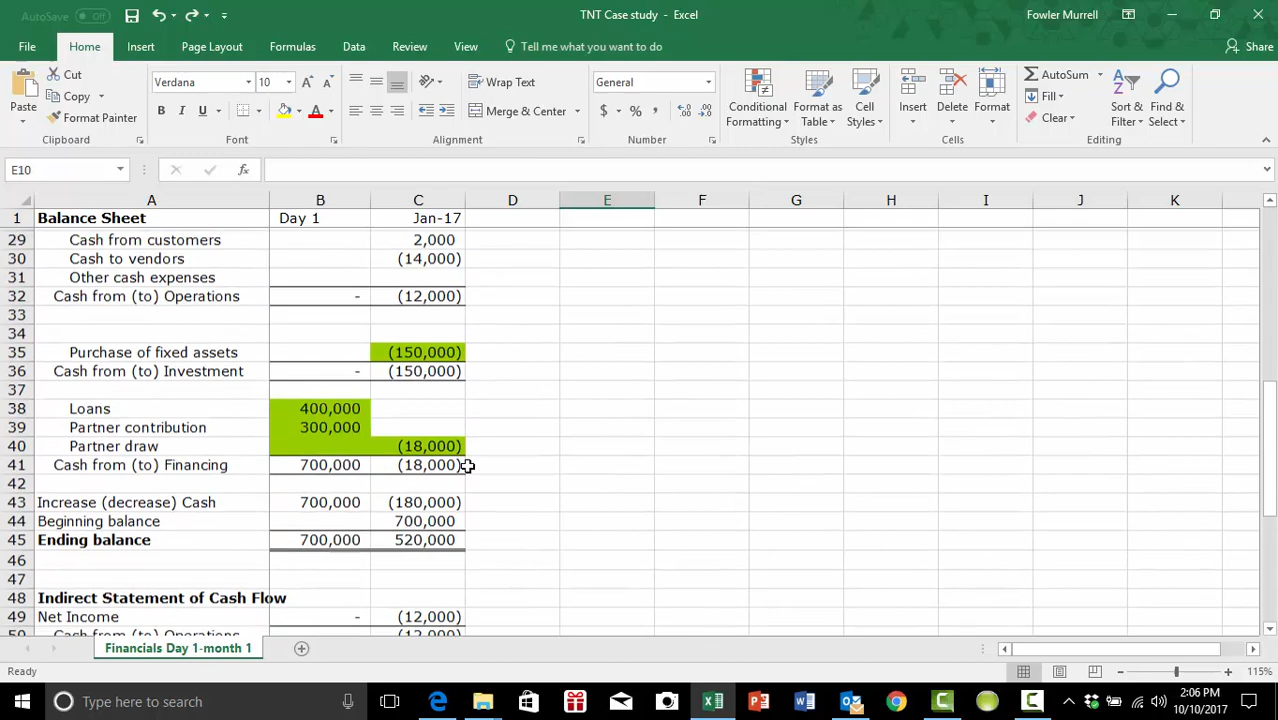 AutoSave Off
TNT Case study - Excel
Fowler Murrell
File Home Insert Page Layout Formulas Data Review View Tell me what you want to do Share
Paste Cut Copy Format Painter
Clipboard
Verdana 10
B I U A
Font
Wrap Text
Merge & Center
Alignment
General
$ % ,
Number
Conditional Formatting Format as Table Cell Styles
Styles
Insert Delete Format
Cells
AutoSum Fill Clear
Sort & Filter Find & Select
Editing
E10 fx
A B C D E F G H I J K
1 Balance Sheet Day 1 Jan-17
29 Cash from customers 2,000
30 Cash to vendors (14,000)
31 Other cash expenses
32 Cash from (to) Operations - (12,000)
33
34
35 Purchase of fixed assets (150,000)
36 Cash from (to) Investment - (150,000)
37
38 Loans 400,000
39 Partner contribution 300,000
40 Partner draw (18,000)
41 Cash from (to) Financing 700,000 (18,000)
42
43 Increase (decrease) Cash 700,000 (180,000)
44 Beginning balance 700,000
45 Ending balance 700,000 520,000
46
47
48 Indirect Statement of Cash Flow
49 Net Income - (12,000)
50 Cash from (to) Operations (12,000)
Financials Day 1-month 1
Ready 115%
Type here to search
2:06 PM
10/10/2017